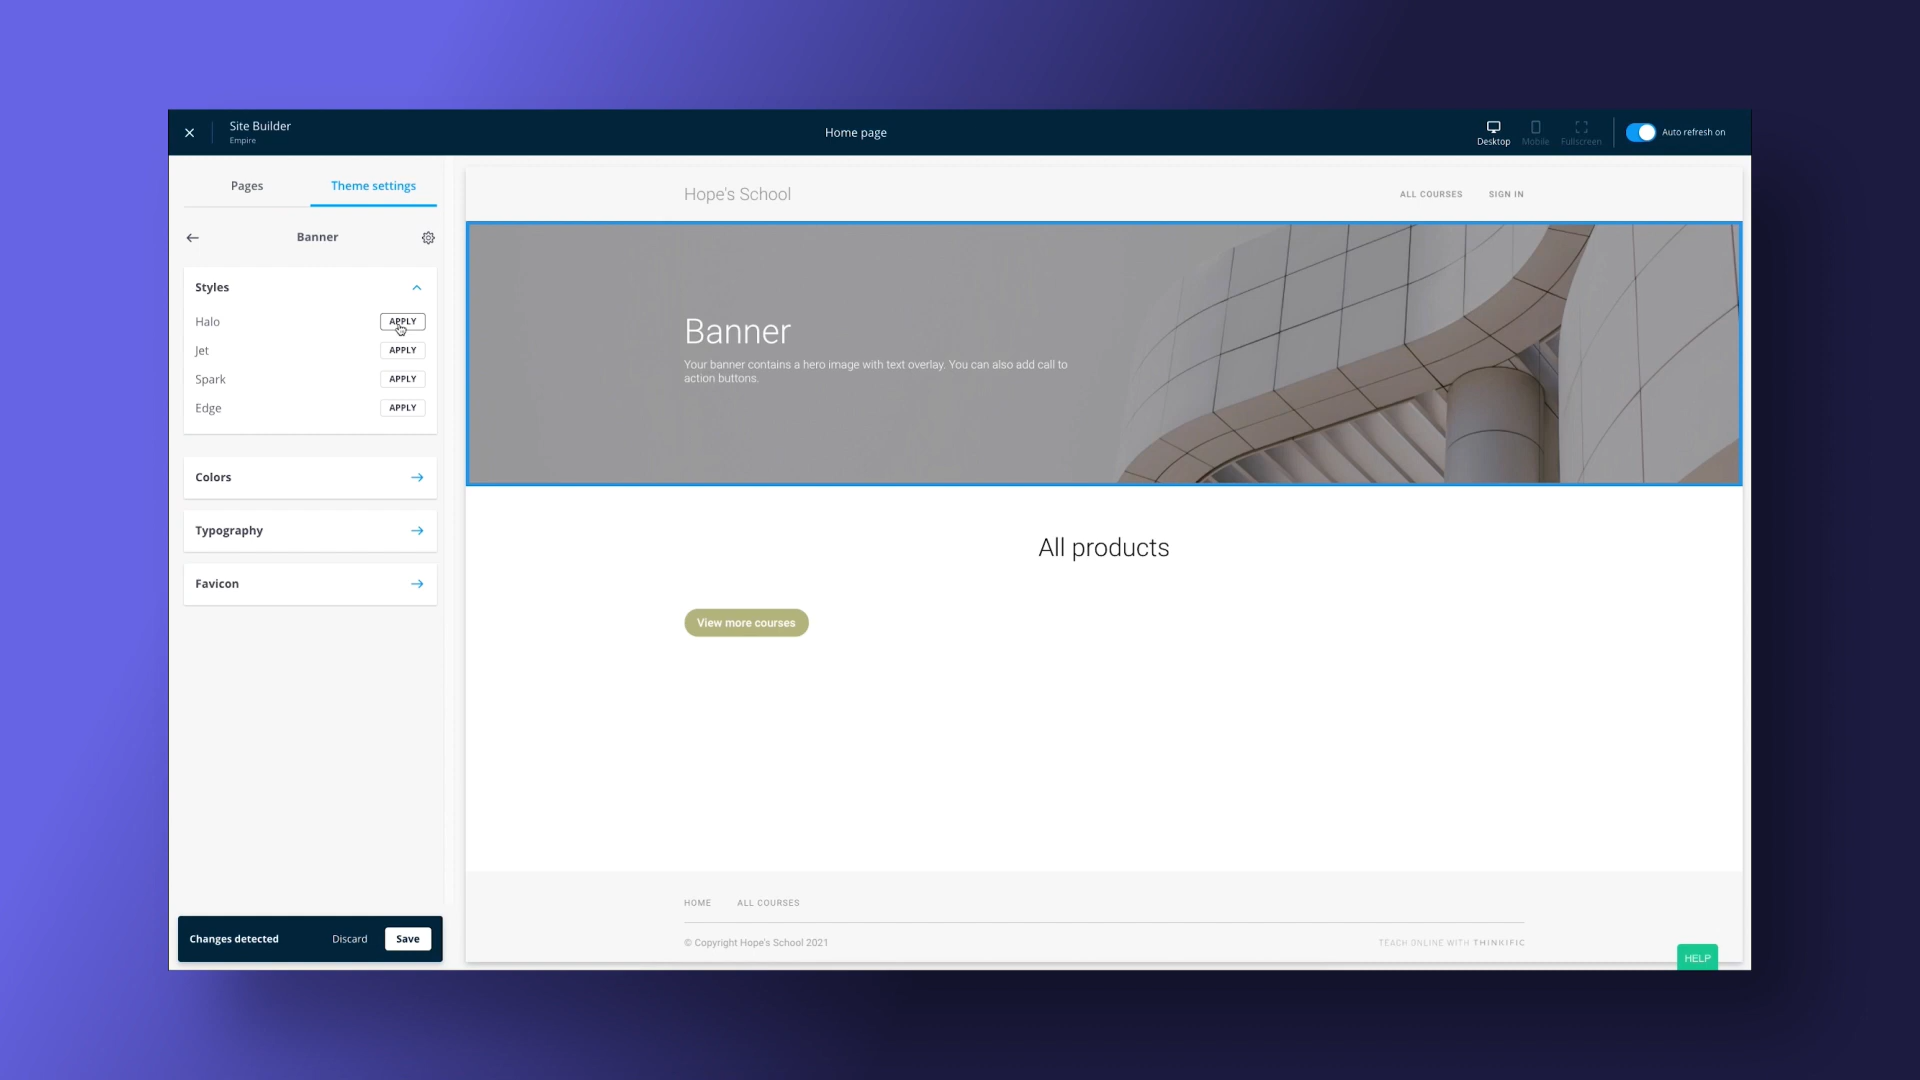 Site Builder
Empire
Home page
Desktop
Mobile
Fullscreen
Auto refresh on
Pages
Theme settings
Banner
Styles
Halo
APPLY
Jet
APPLY
Spark
APPLY
Edge
APPLY
Colors
Typography
Favicon
Changes detected
Discard
Save
Hope's School
ALL COURSES
SIGN IN
Banner
Your banner contains a hero image with text overlay. You can also add call to
action buttons.
All products
View more courses
HOME
ALL COURSES
© Copyright Hope's School 2021
TEACH ONLINE WITH THINKIFIC
HELP